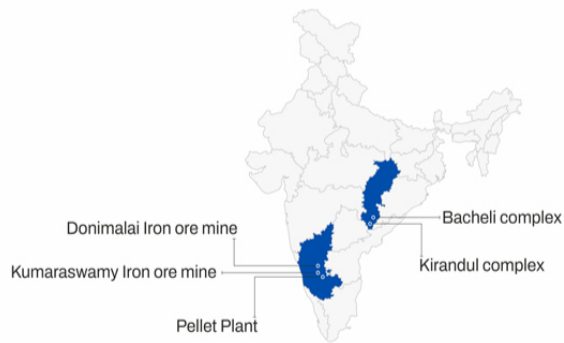 Donimalai Iron ore mine
Bacheli complex
Kumaraswamy Iron ore mine
Kirandul complex
Pellet Plant